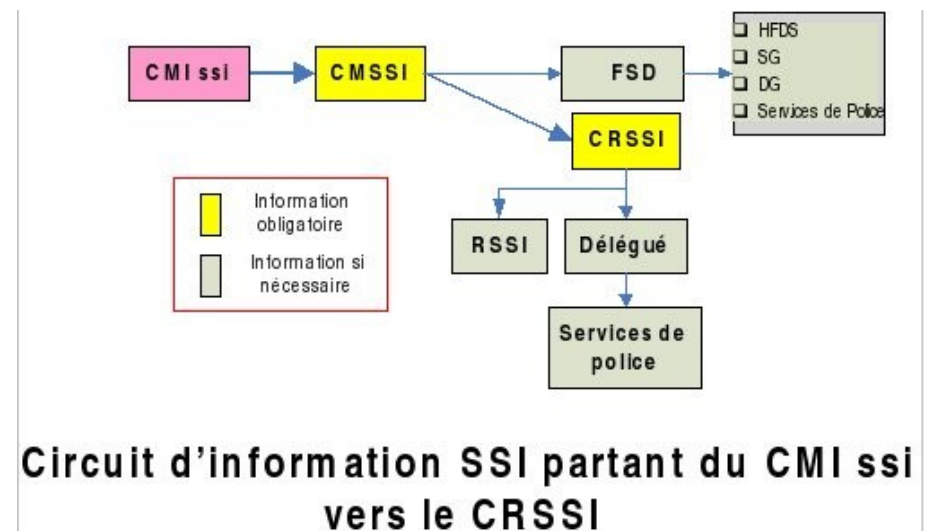 CMI ssi
CMSSI
FSD
HFDS
SG
DG
Services de Police
CRSSI
Information
obligatoire
Information si
nécessaire
RSSI
Délégué
Services de
police
Circuit d’information SSI partant du CMI ssi
vers le CRSSI